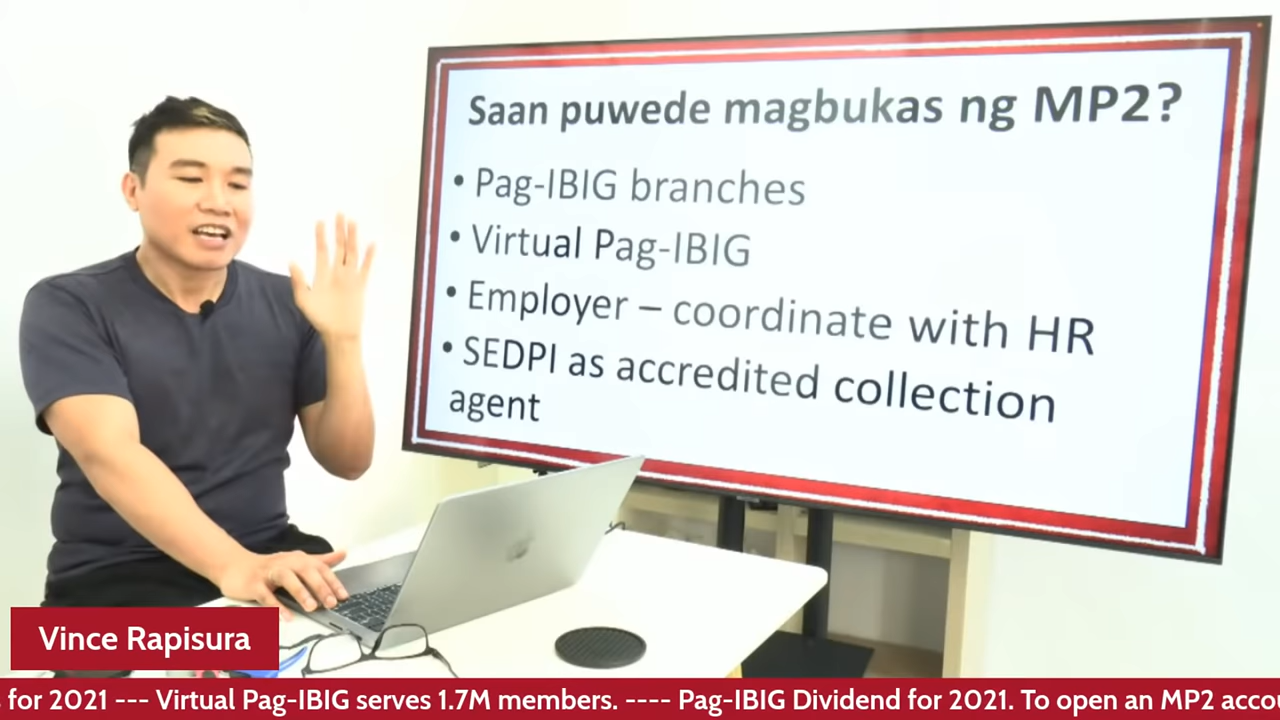 Saan puwede magbukas ng MP2?
• Pag-IBIG branches
• Virtual Pag-IBIG
• Employer – coordinate with HR
• SEDPI as accredited collection
agent
Vince Rapisura
for 2021 --- Virtual Pag-IBIG serves 1.7M members. ---- Pag-IBIG Dividend for 2021. To open an MP2